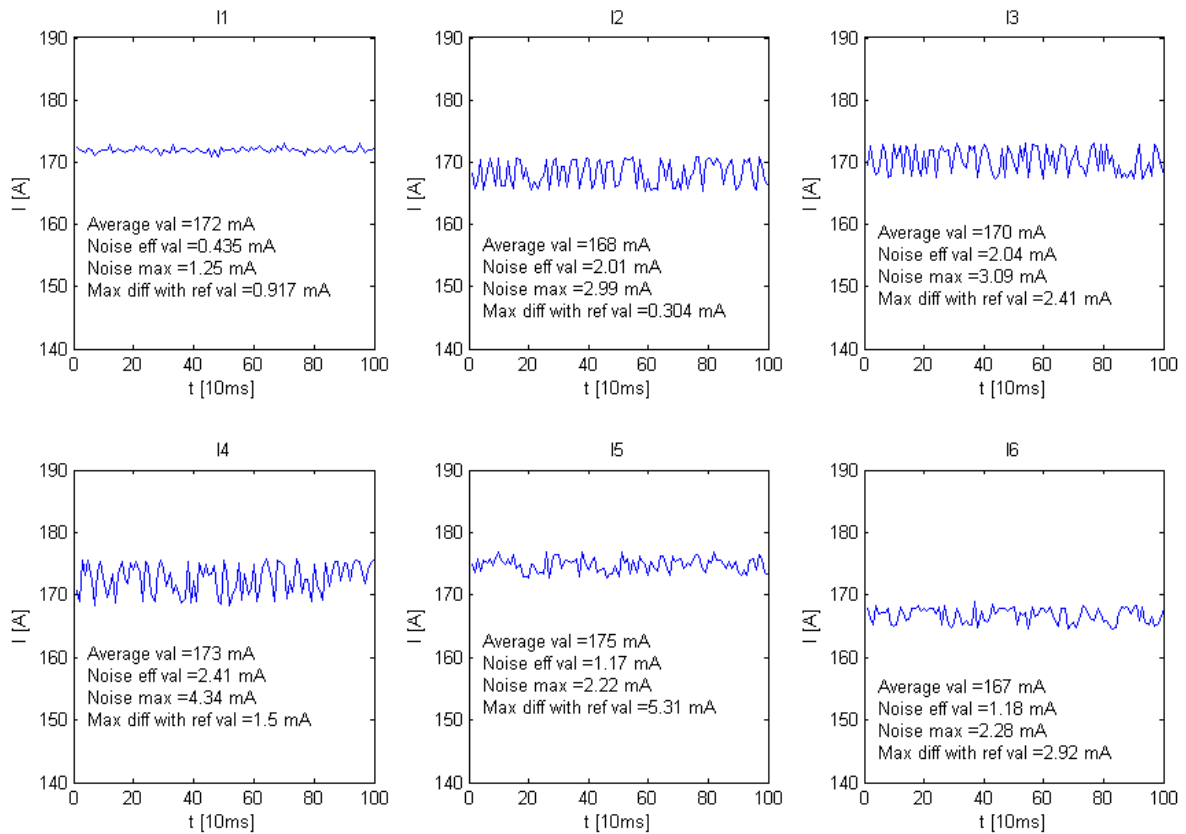 I1
190
180
170
160
150
140
I [A]
Average val =172 mA
Noise eff val =0.435 mA
Noise max =1.25 mA
Max diff with ref val =0.917 mA
0 20 40 60 80 100
t [10ms]
I2
190
180
170
160
150
140
I [A]
Average val =168 mA
Noise eff val =2.01 mA
Noise max =2.99 mA
Max diff with ref val =0.304 mA
0 20 40 60 80 100
t [10ms]
I3
190
180
170
160
150
140
I [A]
Average val =170 mA
Noise eff val =2.04 mA
Noise max =3.09 mA
Max diff with ref val =2.41 mA
0 20 40 60 80 100
t [10ms]
I4
190
180
170
160
150
140
I [A]
Average val =173 mA
Noise eff val =2.41 mA
Noise max =4.34 mA
Max diff with ref val =1.5 mA
0 20 40 60 80 100
t [10ms]
I5
190
180
170
160
150
140
I [A]
Average val =175 mA
Noise eff val =1.17 mA
Noise max =2.22 mA
Max diff with ref val =5.31 mA
0 20 40 60 80 100
t [10ms]
I6
190
180
170
160
150
140
I [A]
Average val =167 mA
Noise eff val =1.18 mA
Noise max =2.28 mA
Max diff with ref val =2.92 mA
0 20 40 60 80 100
t [10ms]